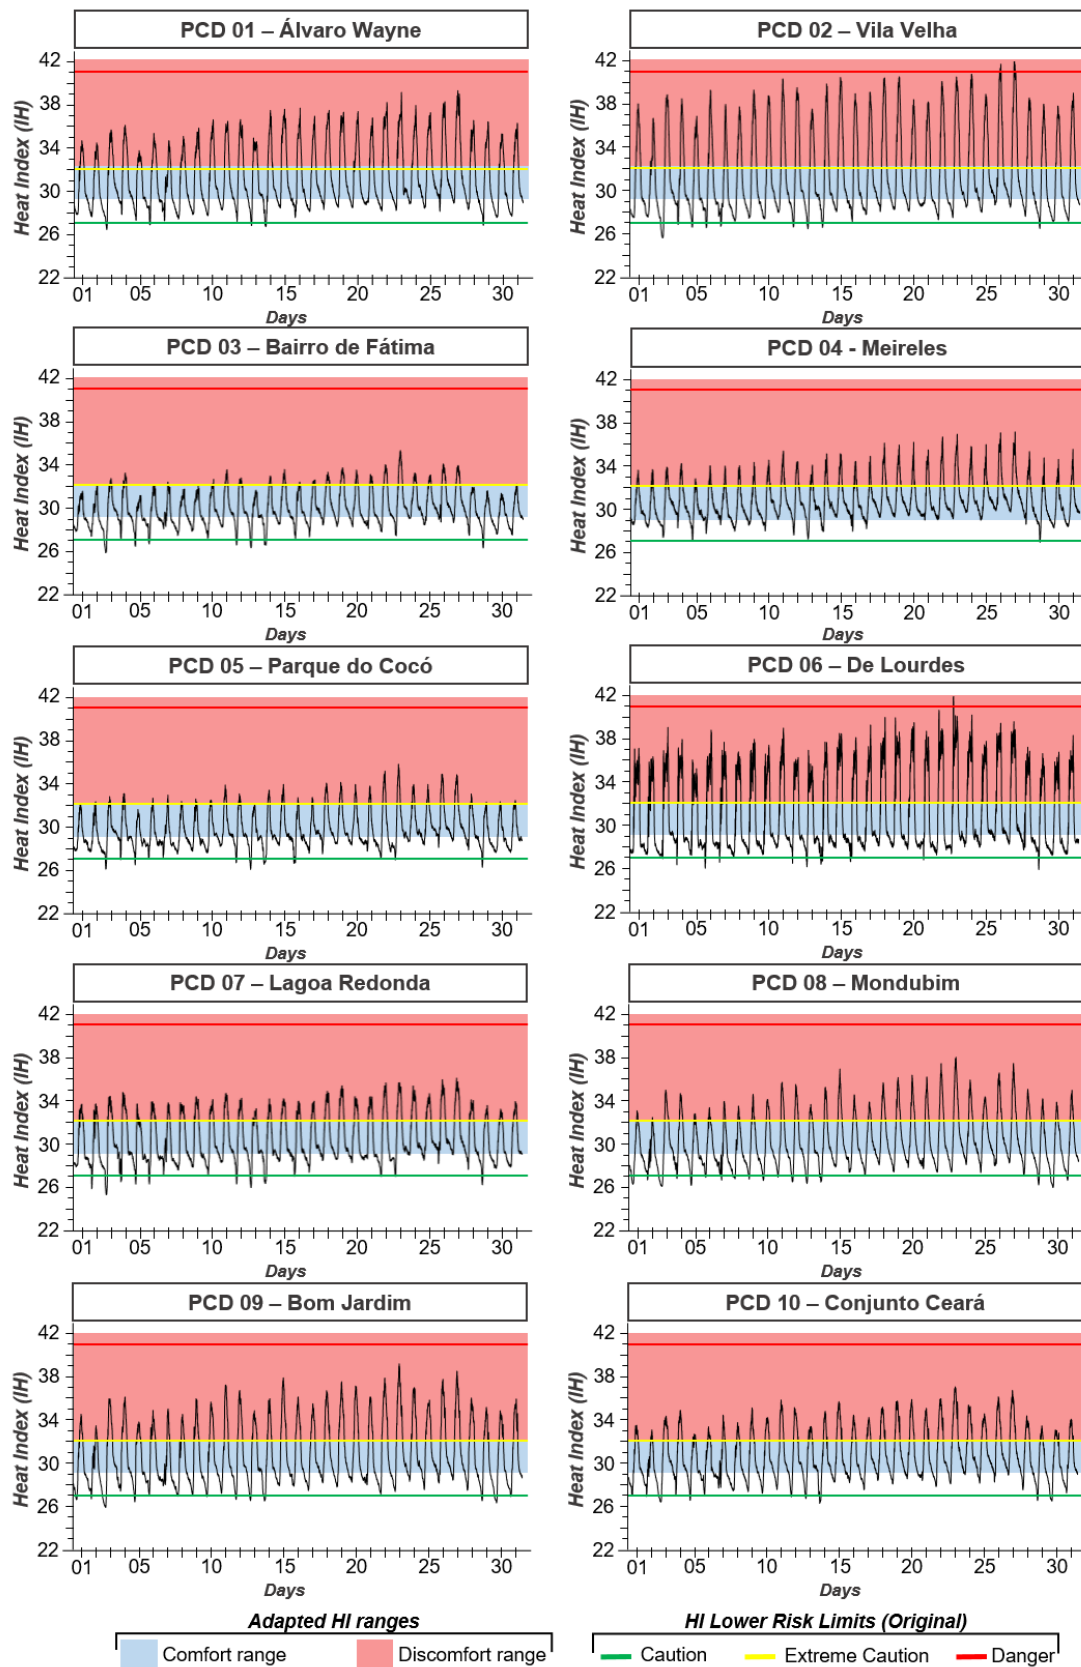 PCD 01 – Álvaro Wayne
Heat Index (IH)
42
38
34
30
26
22
01 05 10 15 20 25 30
Days
PCD 02 – Vila Velha
Heat Index (IH)
42
38
34
30
26
22
01 05 10 15 20 25 30
Days
PCD 03 – Bairro de Fátima
Heat Index (IH)
42
38
34
30
26
22
01 05 10 15 20 25 30
Days
PCD 04 - Meireles
Heat Index (IH)
42
38
34
30
26
22
01 05 10 15 20 25 30
Days
PCD 05 – Parque do Cocó
Heat Index (IH)
42
38
34
30
26
22
01 05 10 15 20 25 30
Days
PCD 06 – De Lourdes
Heat Index (IH)
42
38
34
30
26
22
01 05 10 15 20 25 30
Days
PCD 07 – Lagoa Redonda
Heat Index (IH)
42
38
34
30
26
22
01 05 10 15 20 25 30
Days
PCD 08 – Mondubim
Heat Index (IH)
42
38
34
30
26
22
01 05 10 15 20 25 30
Days
PCD 09 – Bom Jardim
Heat Index (IH)
42
38
34
30
26
22
01 05 10 15 20 25 30
Days
PCD 10 – Conjunto Ceará
Heat Index (IH)
42
38
34
30
26
22
01 05 10 15 20 25 30
Days
Adapted HI ranges
Comfort range Discomfort range
HI Lower Risk Limits (Original)
Caution Extreme Caution Danger